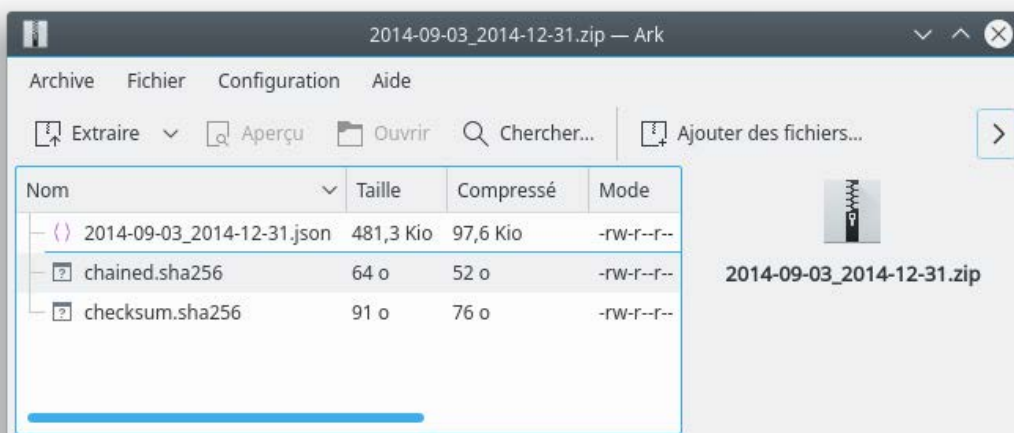 2014-09-03_2014-12-31.zip — Ark
Archive Fichier Configuration Aide
Extraire Aperçu Ouvrir Chercher... Ajouter des fichiers...
Nom Taille Compressé Mode
2014-09-03_2014-12-31.json 481,3 Kio 97,6 Kio -rw-r--r--
chained.sha256 64 o 52 o -rw-r--r--
checksum.sha256 91 o 76 o -rw-r--r--
2014-09-03_2014-12-31.zip